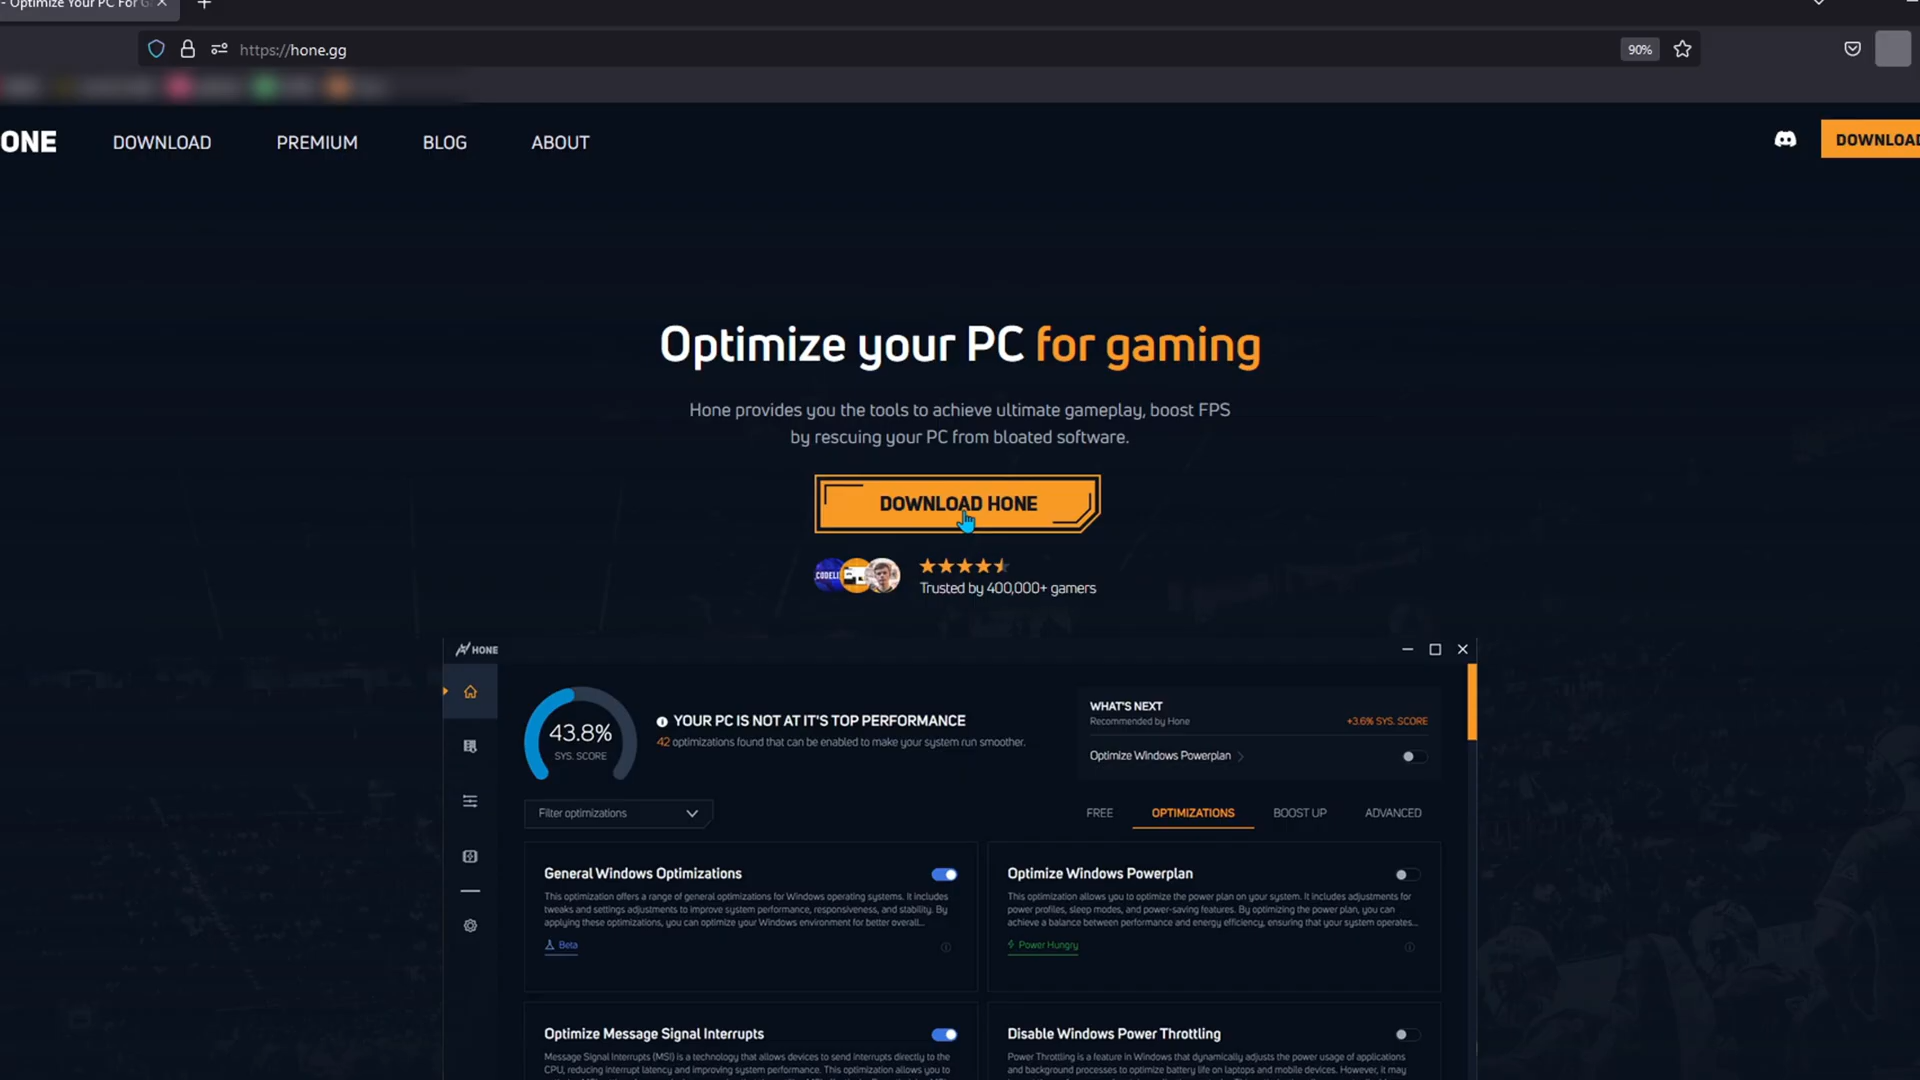 - Optimize Your PC For G
https://hone.gg
90%
ONE
DOWNLOAD
PREMIUM
BLOG
ABOUT
DOWNLOAD
Optimize your PC for gaming
Hone provides you the tools to achieve ultimate gameplay, boost FPS
by rescuing your PC from bloated software.
DOWNLOAD HONE
CODELI
Trusted by 400,000+ gamers
HONE
43.8%
SYS. SCORE
YOUR PC IS NOT AT IT'S TOP PERFORMANCE
42 optimizations found that can be enabled to make your system run smoother.
WHAT'S NEXT
Recommended by Hone
+3.6% SYS. SCORE
Optimize Windows Powerplan
Filter optimizations
FREE
OPTIMIZATIONS
BOOST UP
ADVANCED
General Windows Optimizations
This optimization offers a range of general optimizations for Windows operating systems. It includes
tweaks and settings adjustments to improve system performance, responsiveness, and stability. By
applying these optimizations, you can optimize your Windows environment for better overall...
Beta
Optimize Windows Powerplan
This optimization allows you to optimize the power plan on your system. It includes adjustments for
power profiles, sleep modes, and power-saving features. By optimizing the power plan, you can
achieve a balance between performance and energy efficiency, ensuring that your system operates...
Power Hungry
Optimize Message Signal Interrupts
Message Signal Interrupts (MSI) is a technology that allows devices to send interrupts directly to the
CPU, reducing interrupt latency and improving system performance. This optimization allows you to
Disable Windows Power Throttling
Power Throttling is a feature in Windows that dynamically adjusts the power usage of applications
and background processes to optimize battery life on laptops and mobile devices. However, it may